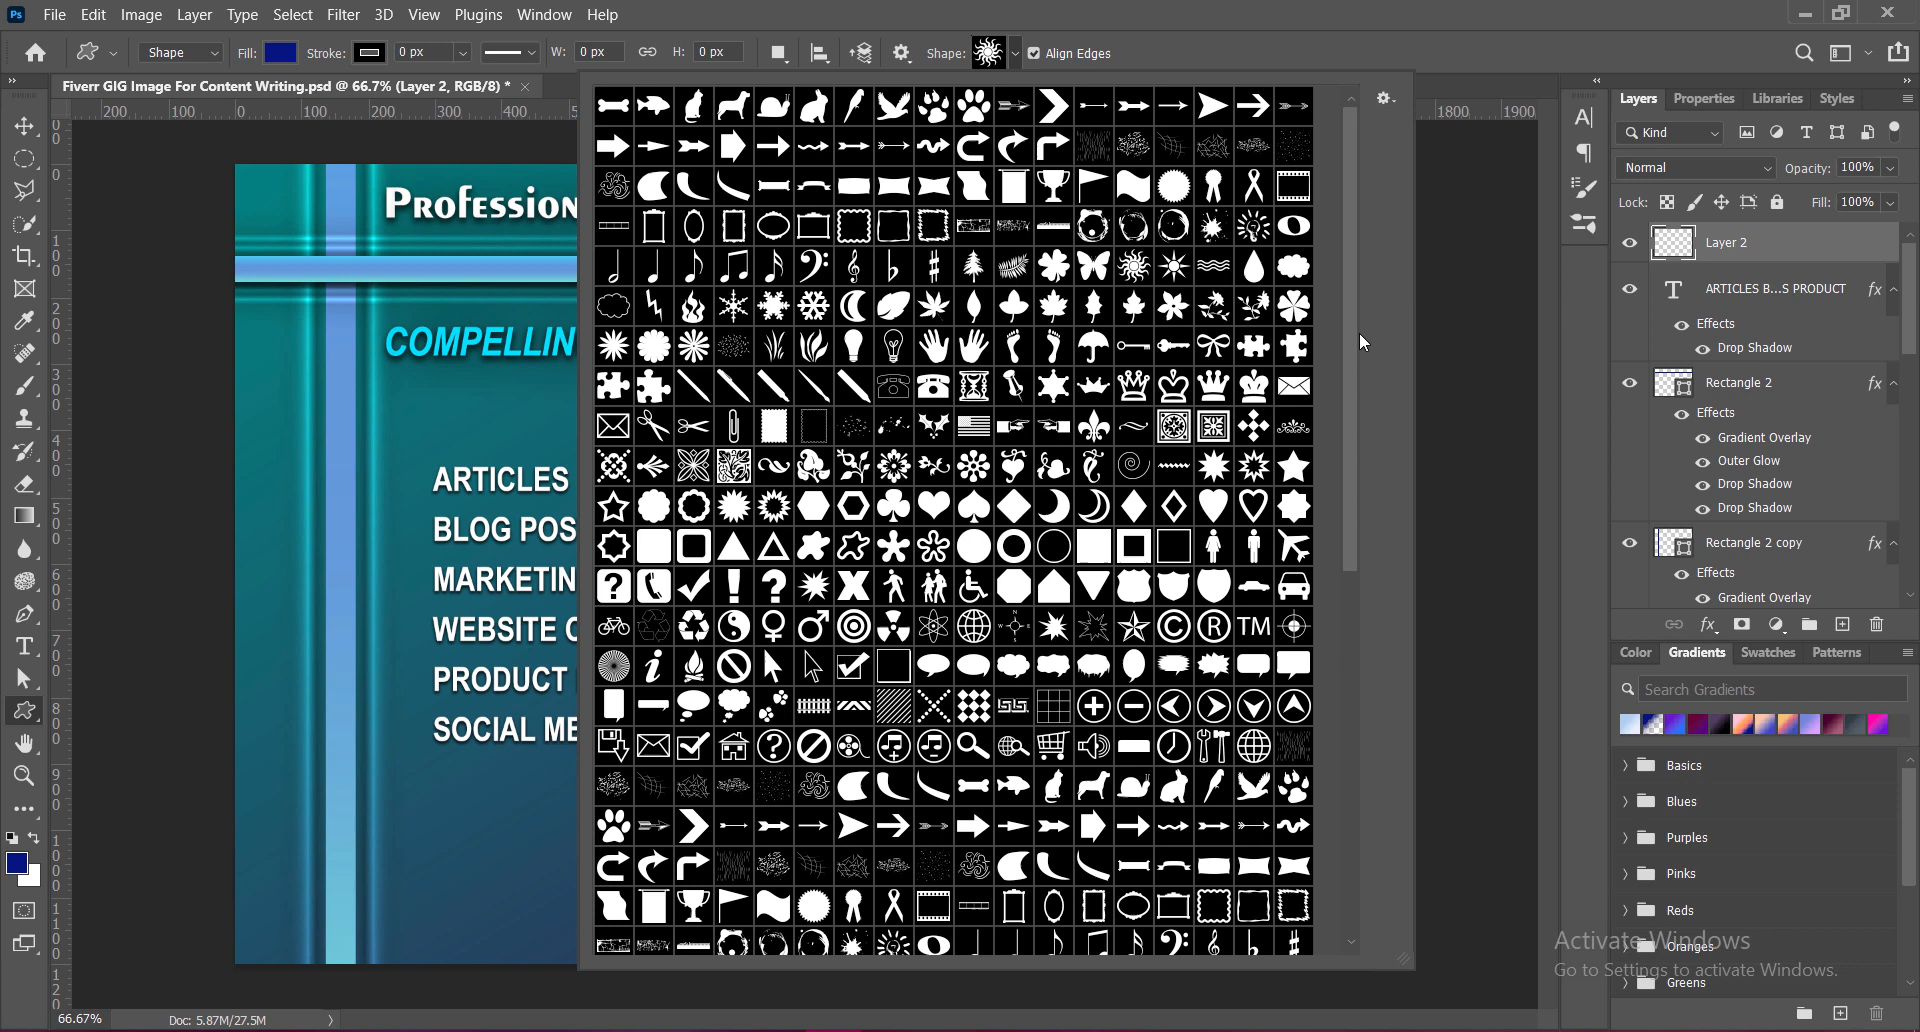 Ps File Edit Image Layer Type Select Filter 3D View Plugins Window Help
Shape Fill: Stroke: 0 px W: 0 px H: 0 px Shape: Align Edges
Fiverr GIG Image For Content Writing.psd @ 66.7% (Layer 2, RGB/8) *
200 100 0 100 200 300 400 1800 1900
Profession
COMPELLIN
ARTICLES
BLOG POS
MARKETIN
WEBSITE C
PRODUCT
SOCIAL ME
TM
Layers Properties Libraries Styles
Kind
Normal Opacity: 100%
Lock: Fill: 100%
Layer 2
ARTICLES B...S PRODUCT fx
Effects
Drop Shadow
Rectangle 2 fx
Effects
Gradient Overlay
Outer Glow
Drop Shadow
Drop Shadow
Rectangle 2 copy fx
Effects
Gradient Overlay
fx
Color Gradients Swatches Patterns
Search Gradients
Basics
Blues
Purples
Pinks
Reds
Oranges
Greens
Activate Windows
Go to Settings to activate Windows.
66.67% Doc: 5.87M/27.5M